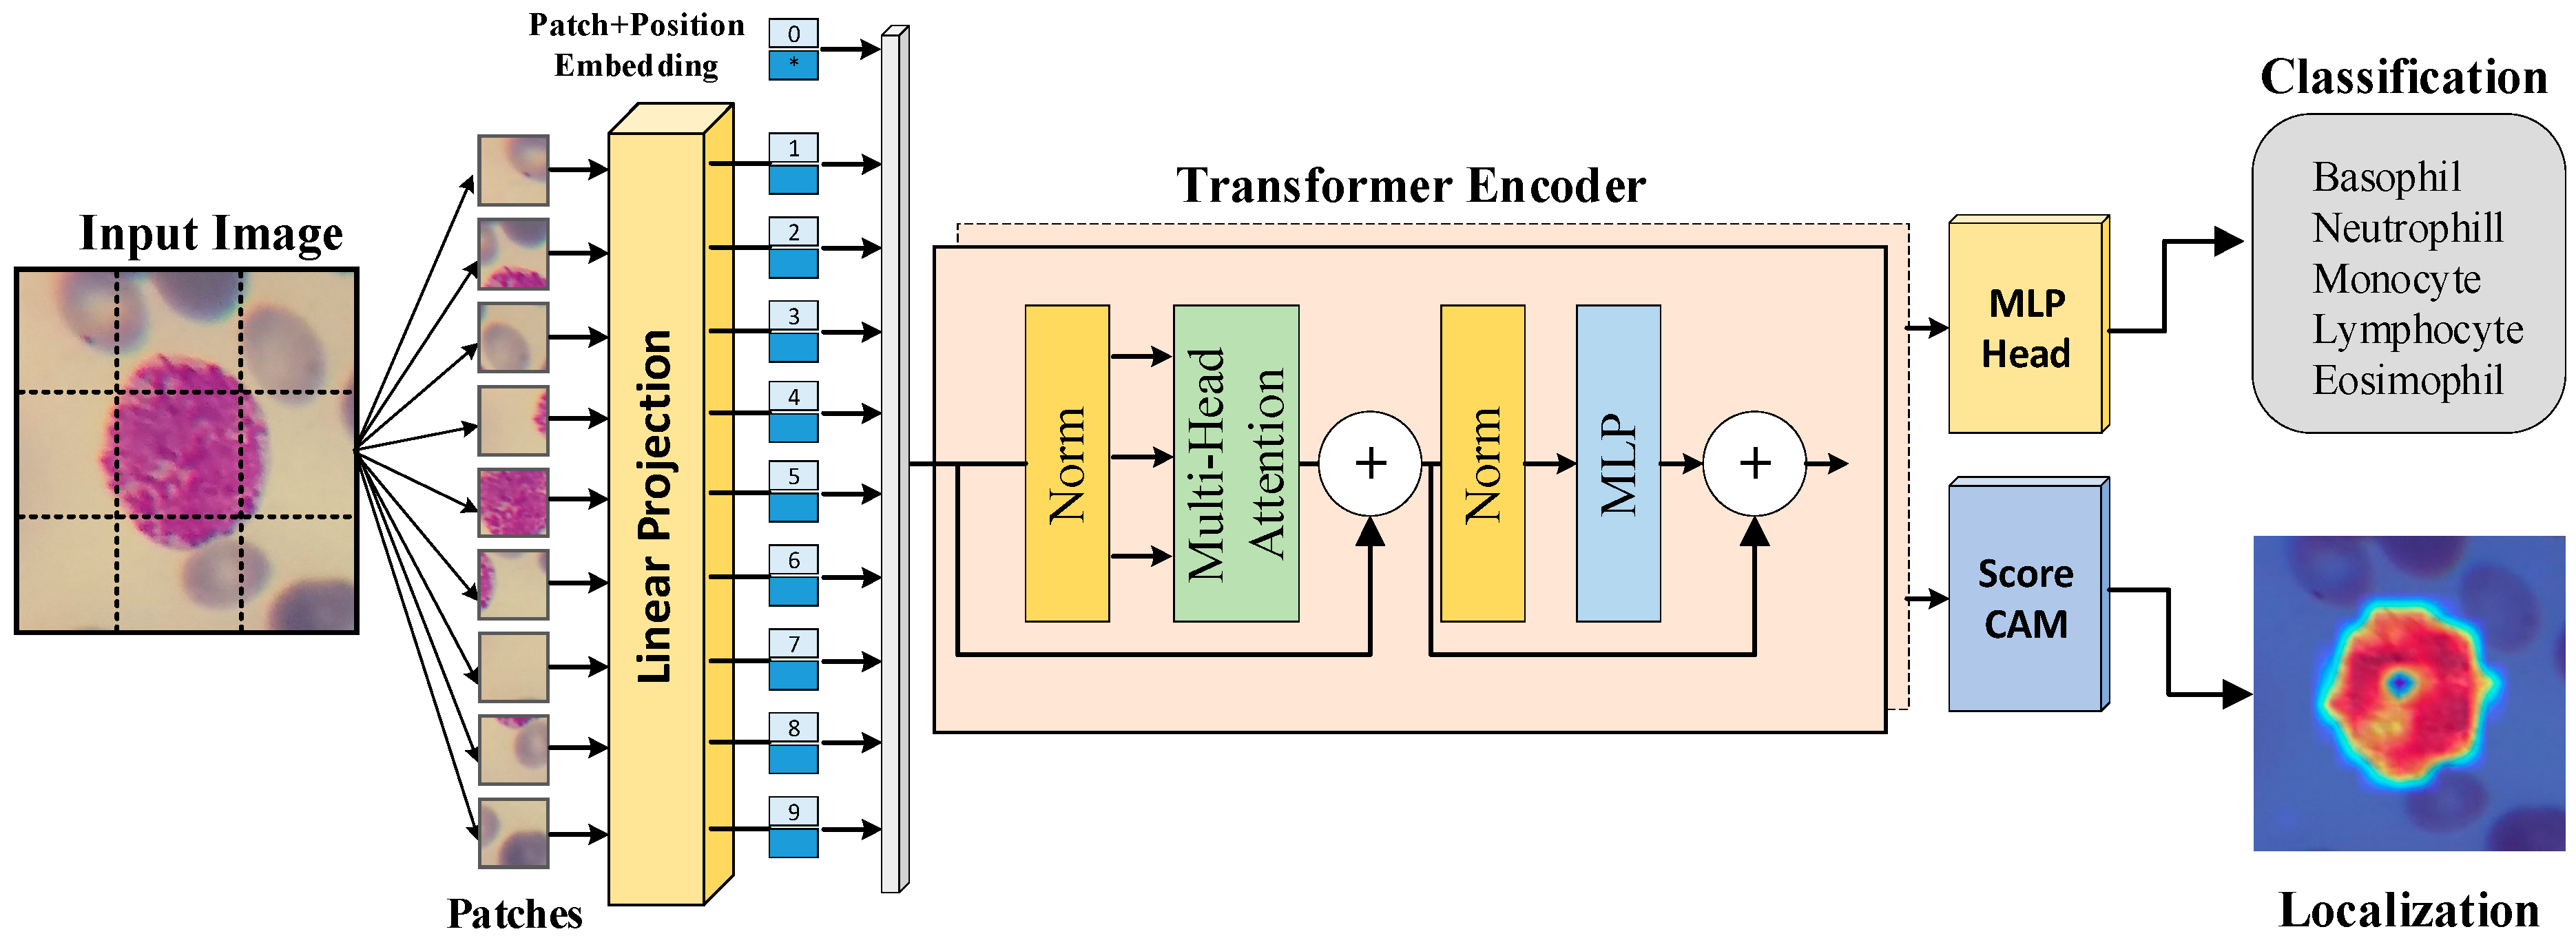 Patch+Position
Embedding
0
*
1
2
3
4
5
6
7
8
9
Input Image
Patches
Linear Projection
Transformer Encoder
Norm
Multi-Head
Attention
+
Norm
MLP
+
MLP
Head
Score
CAM
Classification
Basophil
Neutrophill
Monocyte
Lymphocyte
Eosimophil
Localization